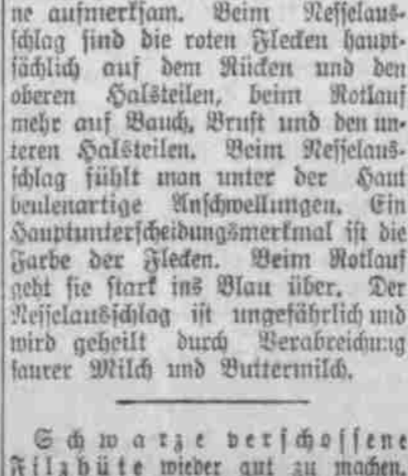 ne aufmerksam. Beim Nesselaus-
schlag sind die roten Flecken haupt-
sächlich auf dem Rücken und den
oberen Halsteilen, beim Rotlauf
mehr auf Bauch, Brust und den un-
teren Halsteilen. Beim Nesselaus-
schlag fühlt man unter der Haut
beulenartige Anschwellungen. Ein
Hauptunterscheidungsmerkmal ist die
Farbe der Flecken. Beim Rotlauf
geht sie stark ins Blau über. Der
Nesselausschlag ist ungefährlich und
wird geheilt durch Verabreichung
saurer Milch und Buttermilch.
Schwarze verschossene
Filzhüte wieder gut zu machen.